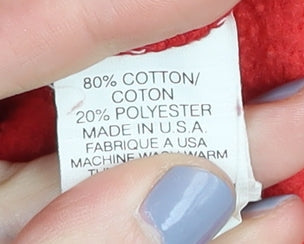 80% COTTON/
COTON
20% POLYESTER
MADE IN U.S.A.
FABRIQUE A USA
MACHINE WASH WARM